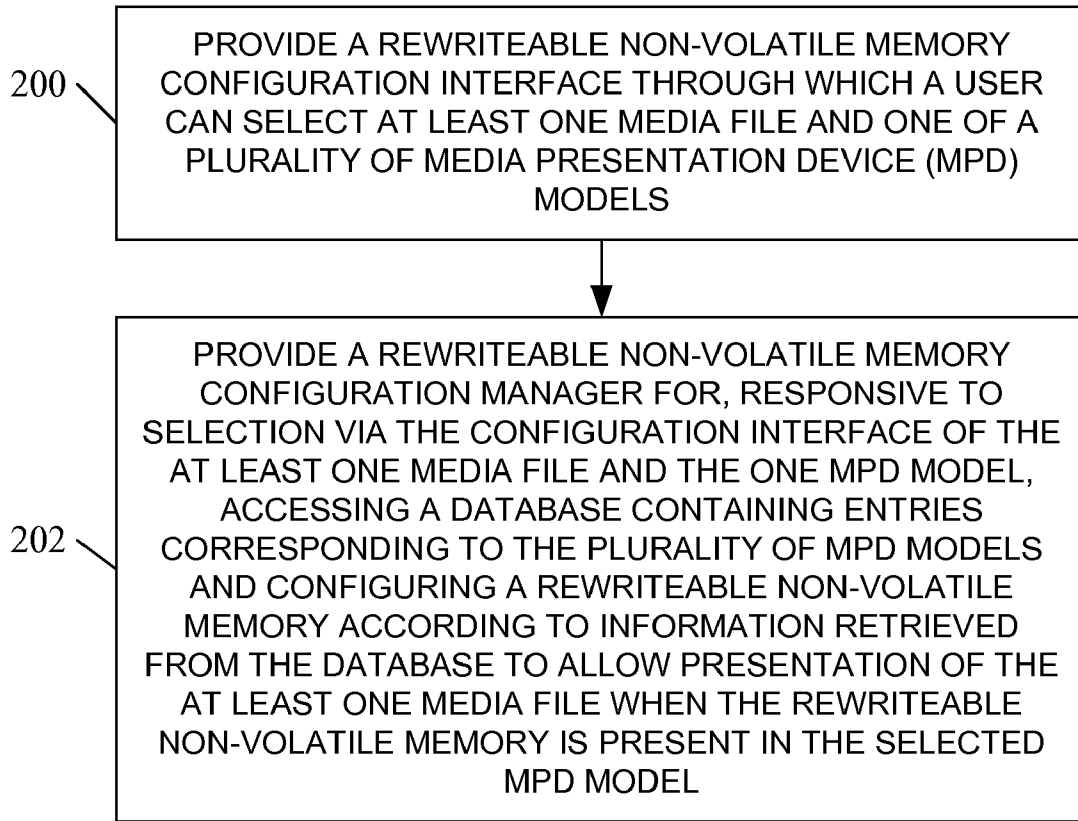 PROVIDE A REWRITEABLE NON-VOLATILE MEMORY
CONFIGURATION INTERFACE THROUGH WHICH A USER
CAN SELECT AT LEAST ONE MEDIA FILE AND ONE OF A
PLURALITY OF MEDIA PRESENTATION DEVICE (MPD)
MODELS
200
PROVIDE A REWRITEABLE NON-VOLATILE MEMORY
CONFIGURATION MANAGER FOR, RESPONSIVE TO
SELECTION VIA THE CONFIGURATION INTERFACE OF THE
AT LEAST ONE MEDIA FILE AND THE ONE MPD MODEL,
ACCESSING A DATABASE CONTAINING ENTRIES
CORRESPONDING TO THE PLURALITY OF MPD MODELS
AND CONFIGURING A REWRITEABLE NON-VOLATILE
MEMORY ACCORDING TO INFORMATION RETRIEVED
FROM THE DATABASE TO ALLOW PRESENTATION OF THE
AT LEAST ONE MEDIA FILE WHEN THE REWRITEABLE
NON-VOLATILE MEMORY IS PRESENT IN THE SELECTED
MPD MODEL
202